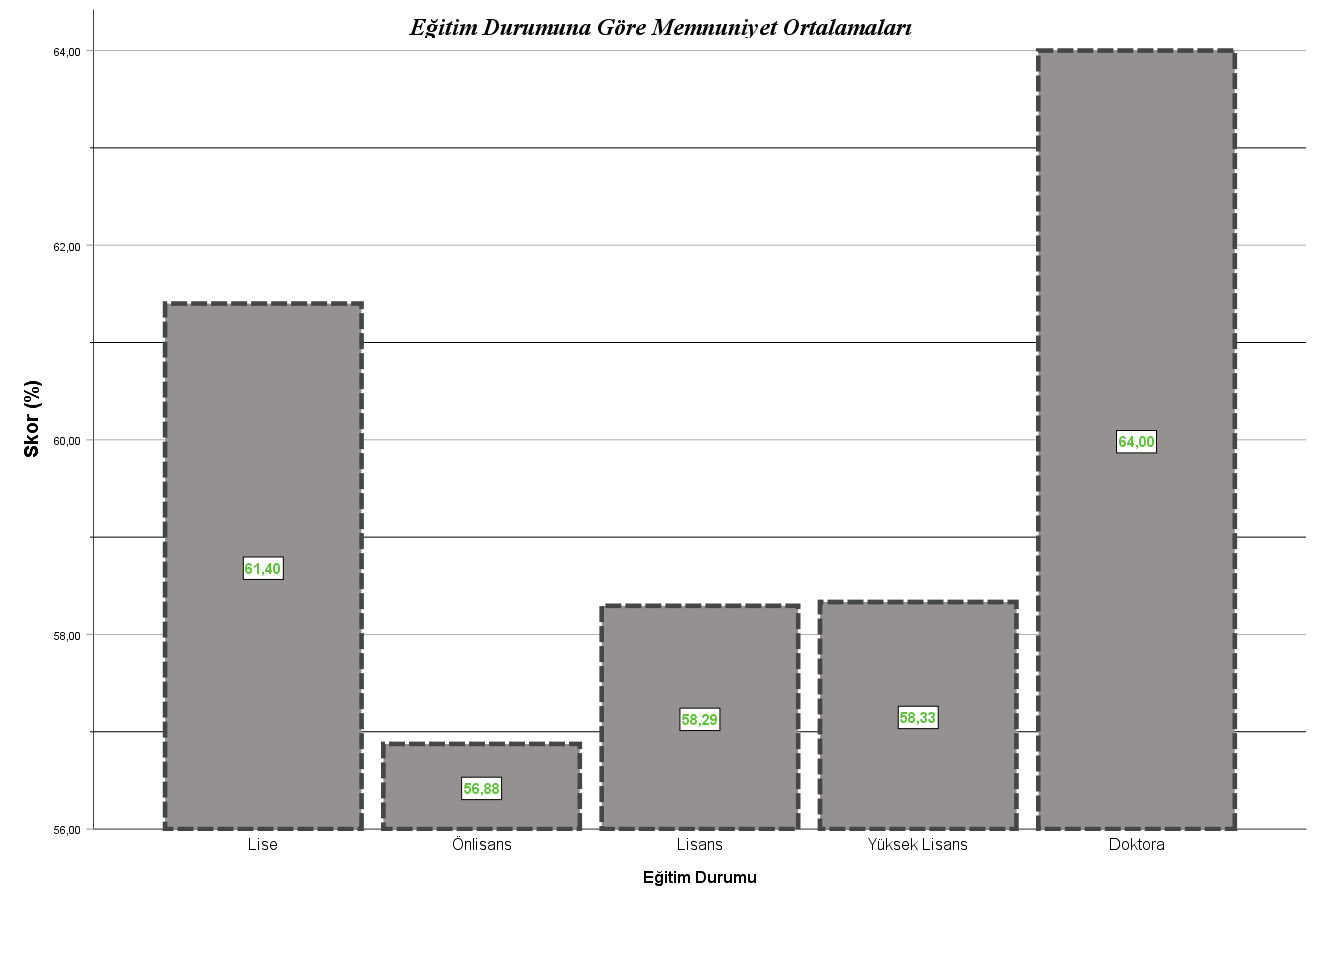 Eğitim Durumuna Göre Memnuniyet Ortalamaları
64,00
62,00
60,00
58,00
56,00
Skor (%)
61,40
56,88
58,29
58,33
64,00
Lise
Önlisans
Lisans
Yüksek Lisans
Doktora
Eğitim Durumu